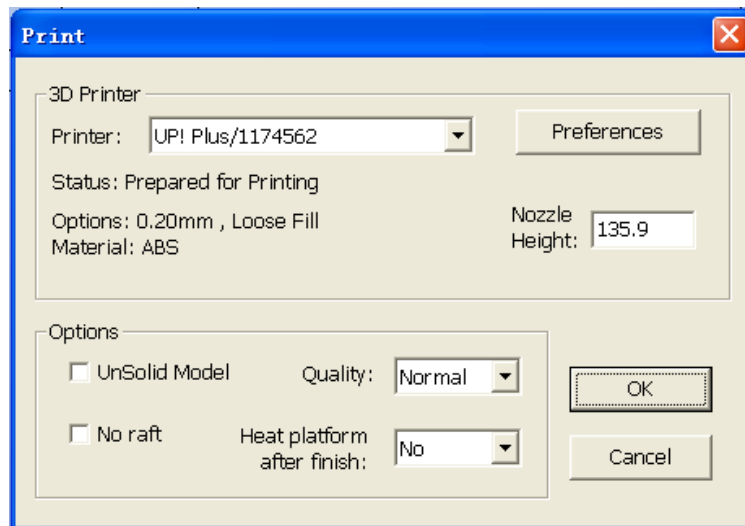 Print
3D Printer
Printer: UP! Plus/1174562
Preferences
Status: Prepared for Printing
Options: 0.20mm , Loose Fill
Material: ABS
Nozzle
Height: 135.9
Options
UnSolid Model
Quality: Normal
OK
No raft
Heat platform
after finish: No
Cancel